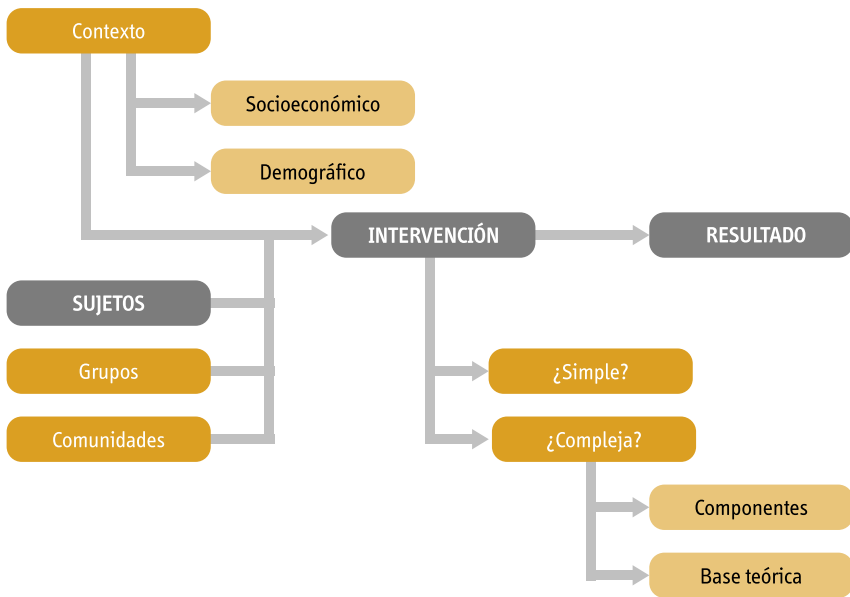 Contexto
Socioeconómico
Demográfico
INTERVENCIÓN
RESULTADO
SUJETOS
Grupos
¿Simple?
Comunidades
¿Compleja?
Componentes
Base teórica